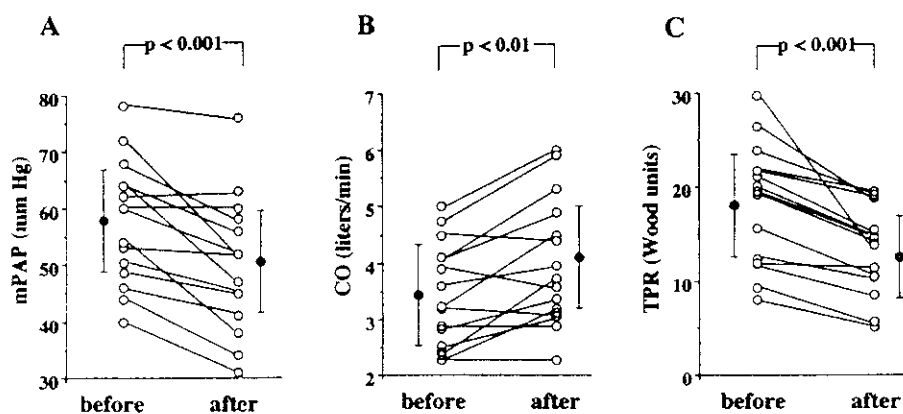 A
p < 0.001
mPAP (mm Hg)
80
70
60
50
40
30
before after
B
p < 0.01
CO (liters/min)
7
6
5
4
3
2
before after
C
p < 0.001
TPR (Wood units)
30
20
10
0
before after